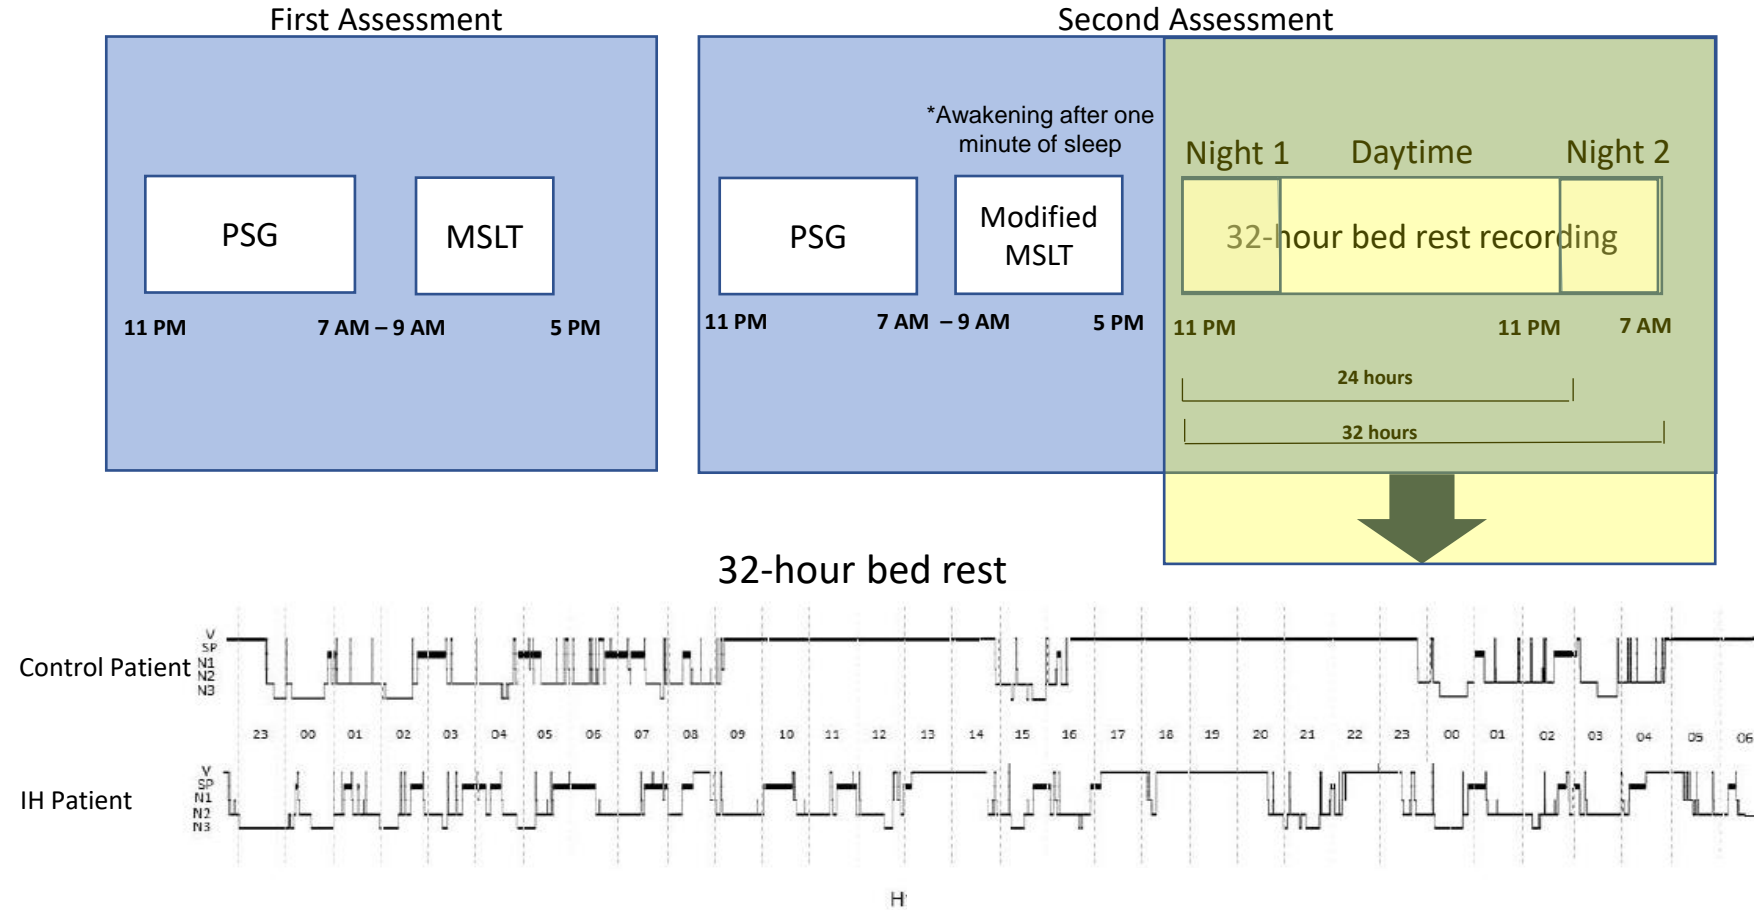 First Assessment
Second Assessment
*Awakening after one
minute of sleep
Night 1 Daytime Night 2
PSG
MSLT
PSG
Modified
MSLT
32-hour bed rest recording
11 PM 7 AM – 9 AM 5 PM
11 PM 7 AM – 9 AM 5 PM
11 PM 11 PM 7 AM
24 hours
32 hours
32-hour bed rest
Control Patient
V
SP
N1
N2
N3
23 00 01 02 03 04 05 06 07 08 09 10 11 12 13 14 15 16 17 18 19 20 21 22 23 00 01 02 03 04 05 06
IH Patient
V
SP
N1
N2
N3
H